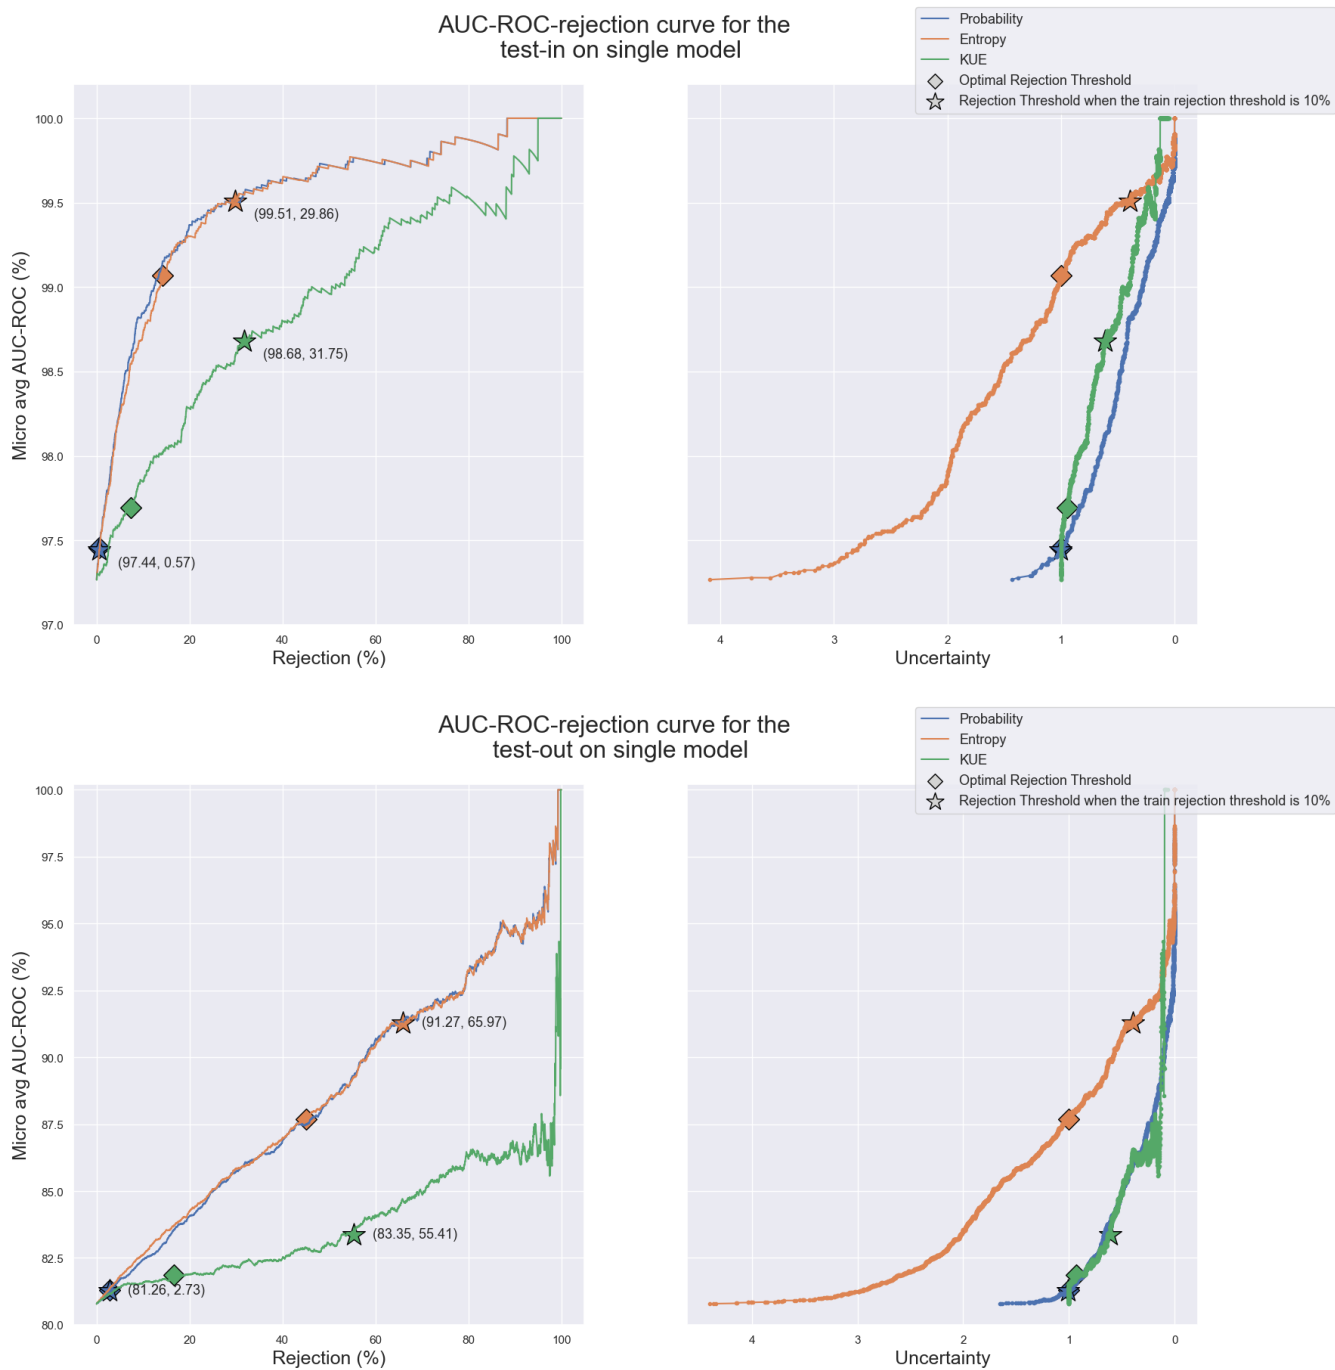 AUC-ROC-rejection curve for the
test-in on single model
Probability
Entropy
KUE
Optimal Rejection Threshold
Rejection Threshold when the train rejection threshold is 10%
Micro avg AUC-ROC (%)
100.0
99.5
99.0
98.5
98.0
97.5
97.0
(99.51, 29.86)
(98.68, 31.75)
(97.44, 0.57)
0 20 40 60 80 100
Rejection (%)
4 3 2 1 0
Uncertainty
AUC-ROC-rejection curve for the
test-out on single model
Probability
Entropy
KUE
Optimal Rejection Threshold
Rejection Threshold when the train rejection threshold is 10%
Micro avg AUC-ROC (%)
100.0
97.5
95.0
92.5
90.0
87.5
85.0
82.5
80.0
(91.27, 65.97)
(83.35, 55.41)
(81.26, 2.73)
0 20 40 60 80 100
Rejection (%)
4 3 2 1 0
Uncertainty